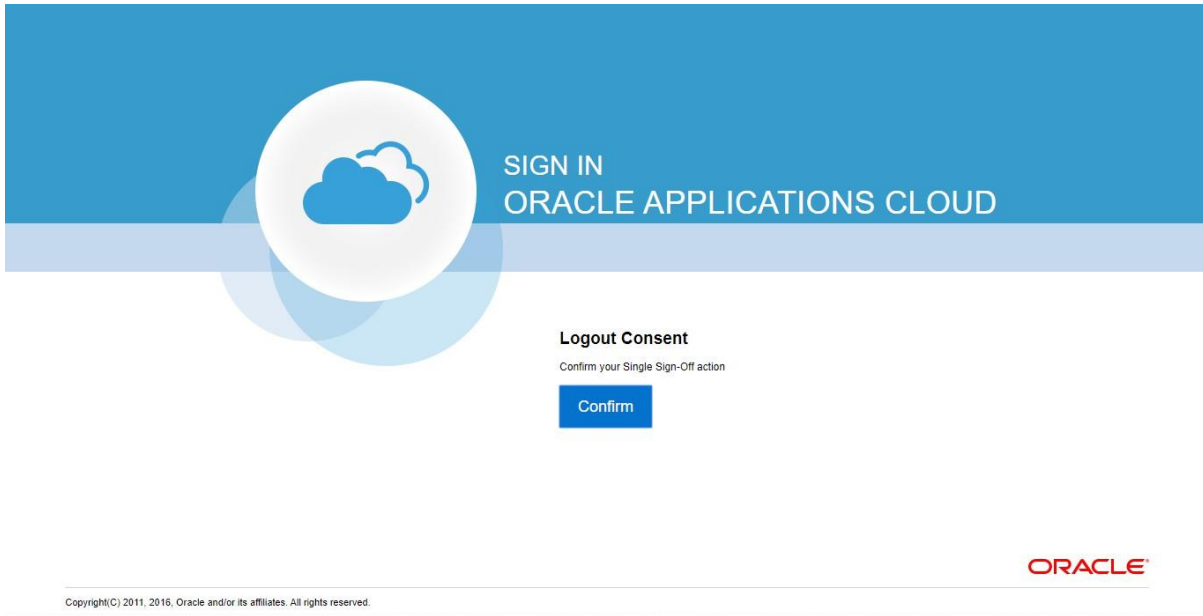 SIGN IN
ORACLE APPLICATIONS CLOUD
Logout Consent
Confirm your Single Sign-Off action
Confirm
ORACLE
Copyright(C) 2011, 2016, Oracle and/or its affiliates. All rights reserved.